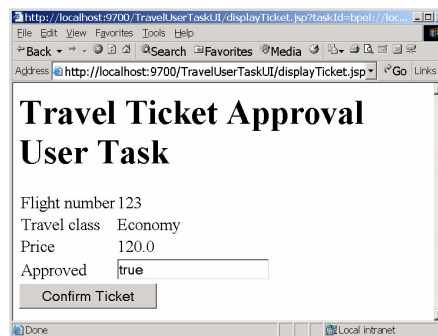 http://localhost:9700/TravelUserTaskUI/displayTicket.jsp?taskId=bpel://loc...
File Edit View Favorites Tools Help
Back Search Favorites Media
Address http://localhost:9700/TravelUserTaskUI/displayTicket.jsp Go Links
Travel Ticket Approval
User Task
Flight number 123
Travel class Economy
Price 120.0
Approved true
Confirm Ticket
Done Local intranet